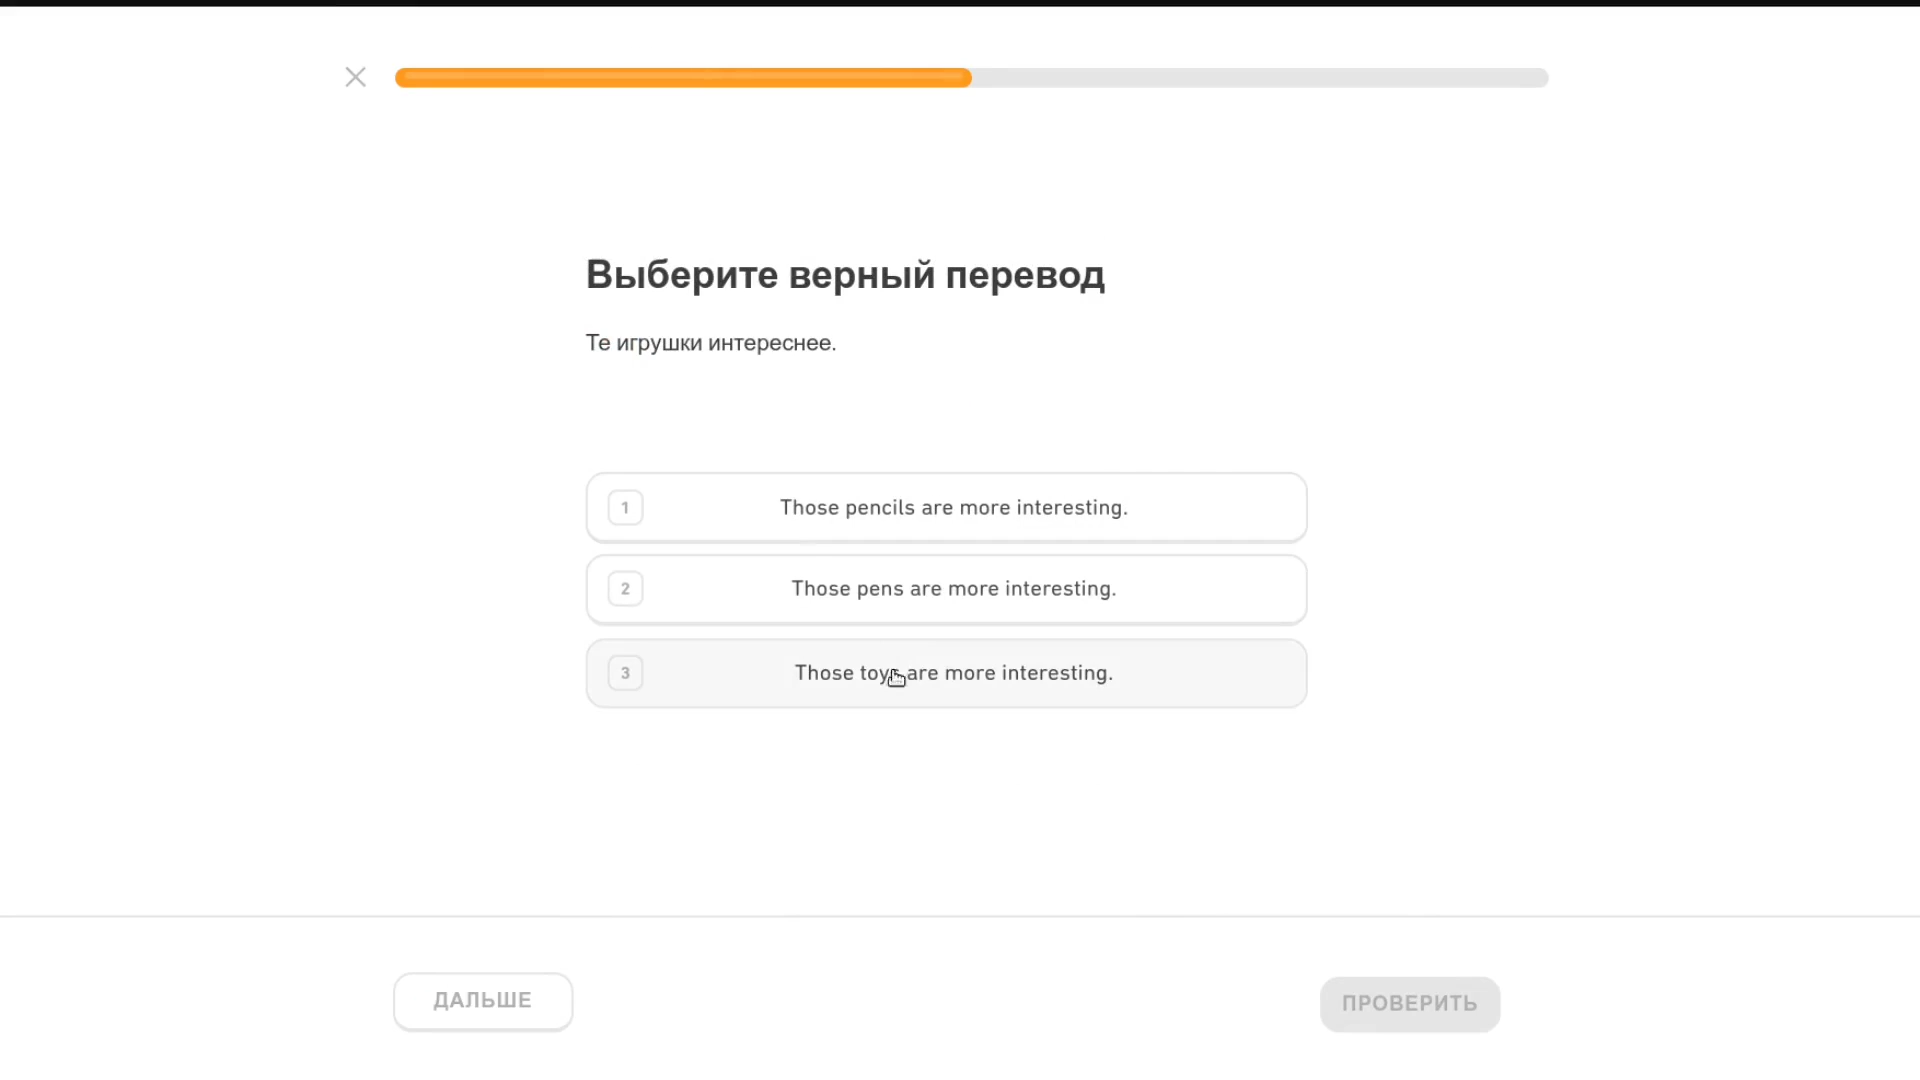 Выберите верный перевод
Те игрушки интереснее.
1 Those pencils are more interesting.
2 Those pens are more interesting.
3 Those toys are more interesting.
ДАЛЬШЕ
ПРОВЕРИТЬ